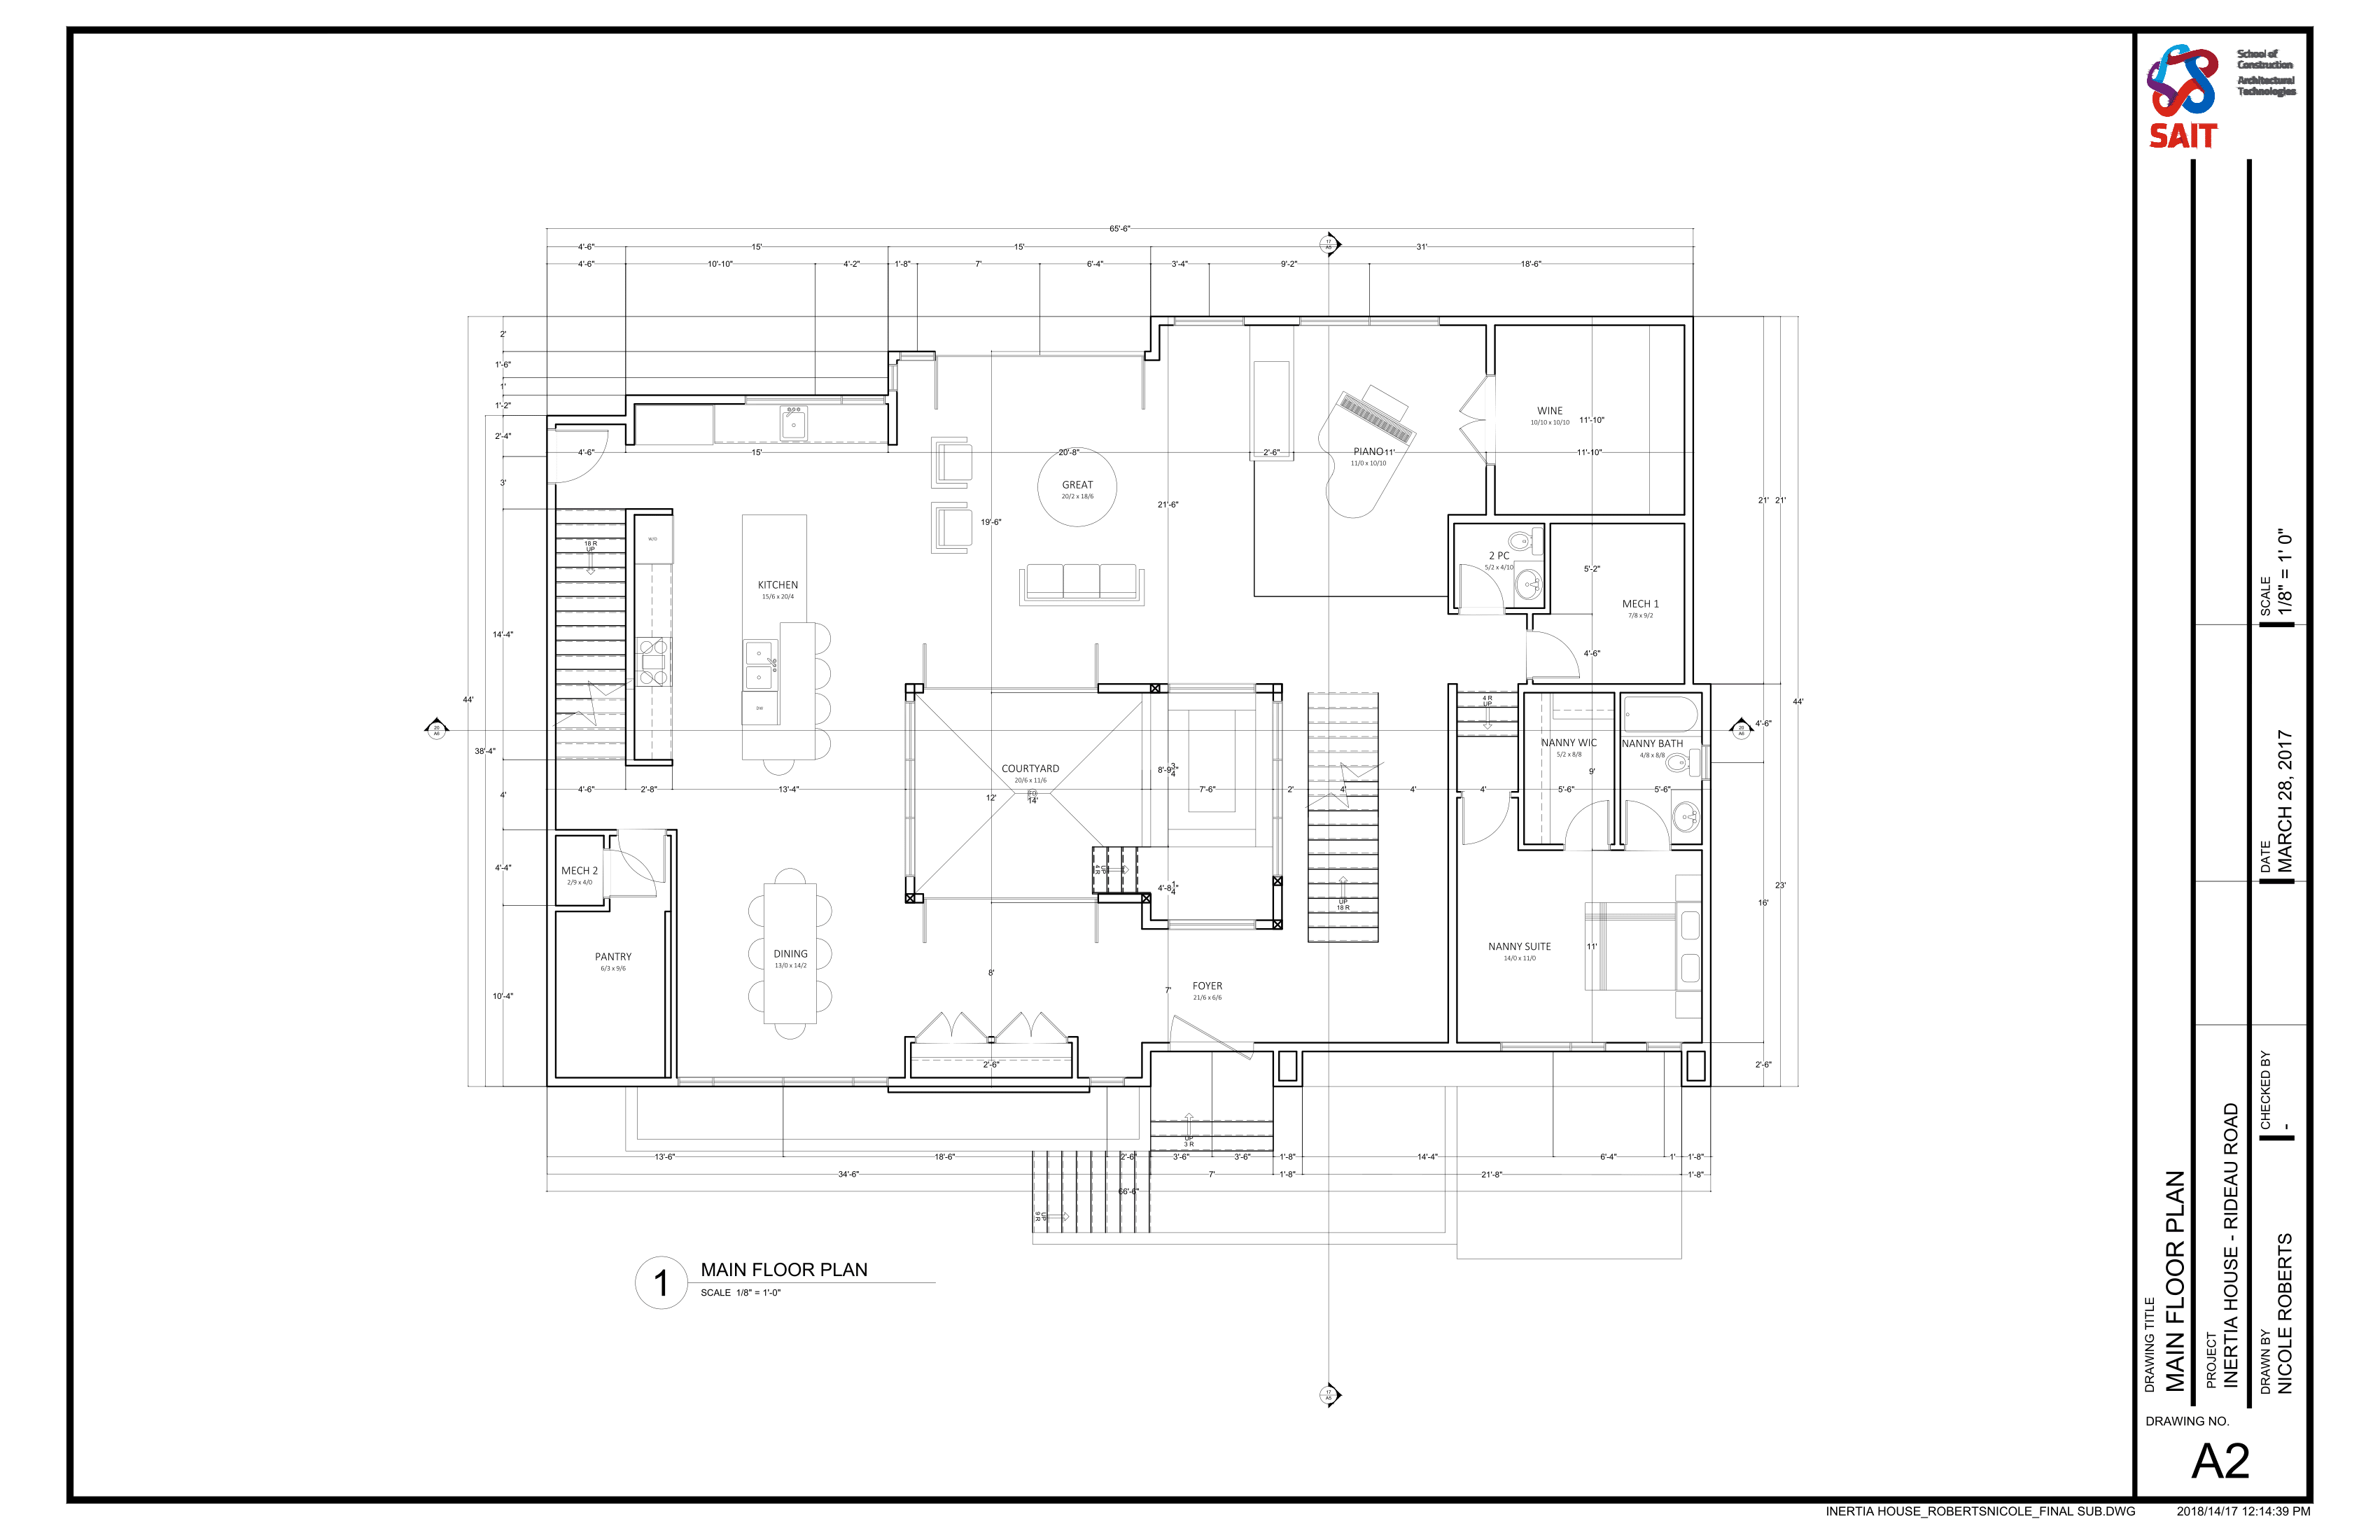 School of
Construction
Architectural
Technologies
SAIT
65'-6"
4'-6" 15' 15' 17 A5 31'
4'-6" 10'-10" 4'-2" 1'-8" 7' 6'-4" 3'-4" 9'-2" 18'-6"
2'
1'-6"
1'
1'-2"
2'-4"
3'
14'-4"
44'
38'-4"
4'
4'-4"
10'-4"
20 A6
WINE
10/10 x 10/10
11'-10"
4'-6" 15' 20'-8" 2'-6" PIANO 11' 11'-10"
11/0 x 10/10
GREAT
20/2 x 18/6
21'-6"
19'-6"
21' 21'
W/O
18 R
UP
2 PC
5/2 x 4/10
5'-2"
KITCHEN
15/6 x 20/4
MECH 1
7/8 x 9/2
4'-6"
4 R
UP
44'
DW
4'-6"
20 A6
NANNY WIC
5/2 x 8/8
NANNY BATH
4/8 x 8/8
9'
COURTYARD
20/6 x 11/6
8'-9 3/4"
4'-6" 2'-8" 13'-4" 12' 14' 7'-6" 2' 4' 4' 4' 5'-6" 5'-6"
MECH 2
2/9 x 4/0
UP
4 R
4'-8 1/4"
UP
18 R
23'
16'
PANTRY
6/3 x 9/6
DINING
13/0 x 14/2
8'
NANNY SUITE
14/0 x 11/0
11'
FOYER
21/6 x 6/6
7'
2'-6"
2'-6"
UP
3 R
13'-6" 18'-6" 2'-6" 3'-6" 3'-6" 1'-8" 14'-4" 6'-4" 1' 1'-8"
34'-6" 7' 1'-8" 21'-8" 1'-8"
66'-6"
UP
9 R
1 MAIN FLOOR PLAN
SCALE 1/8" = 1'-0"
17 A5
SCALE
1/8" = 1' 0"
DATE
MARCH 28, 2017
CHECKED BY
-
DRAWING TITLE
MAIN FLOOR PLAN
PROJECT
INERTIA HOUSE - RIDEAU ROAD
DRAWN BY
NICOLE ROBERTS
DRAWING NO.
A2
INERTIA HOUSE_ROBERTSNICOLE_FINAL SUB.DWG 2018/14/17 12:14:39 PM